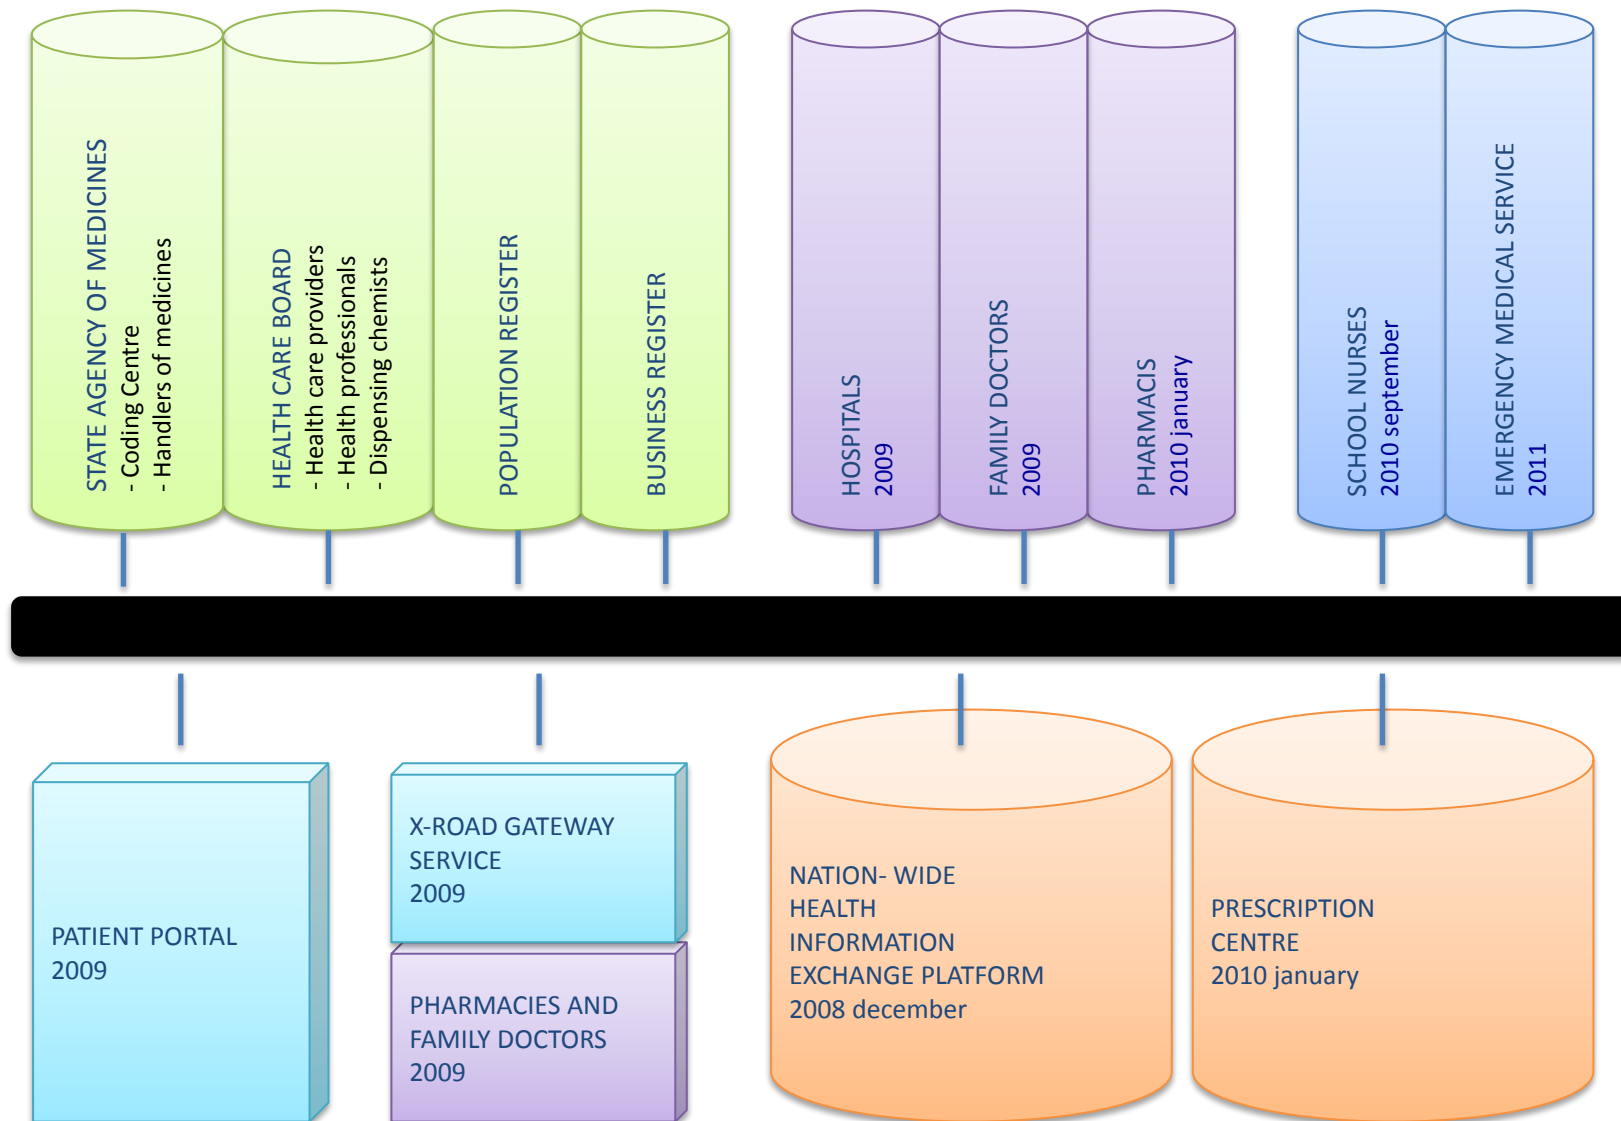 STATE AGENCY OF MEDICINES
- Coding Centre
- Handlers of medicines
HEALTH CARE BOARD
- Health care providers
- Health professionals
- Dispensing chemists
POPULATION REGISTER
BUSINESS REGISTER
HOSPITALS
2009
FAMILY DOCTORS
2009
PHARMACIS
2010 january
SCHOOL NURSES
2010 september
EMERGENCY MEDICAL SERVICE
2011
PATIENT PORTAL
2009
X-ROAD GATEWAY
SERVICE
2009
PHARMACIES AND
FAMILY DOCTORS
2009
NATION- WIDE
HEALTH
INFORMATION
EXCHANGE PLATFORM
2008 december
PRESCRIPTION
CENTRE
2010 january